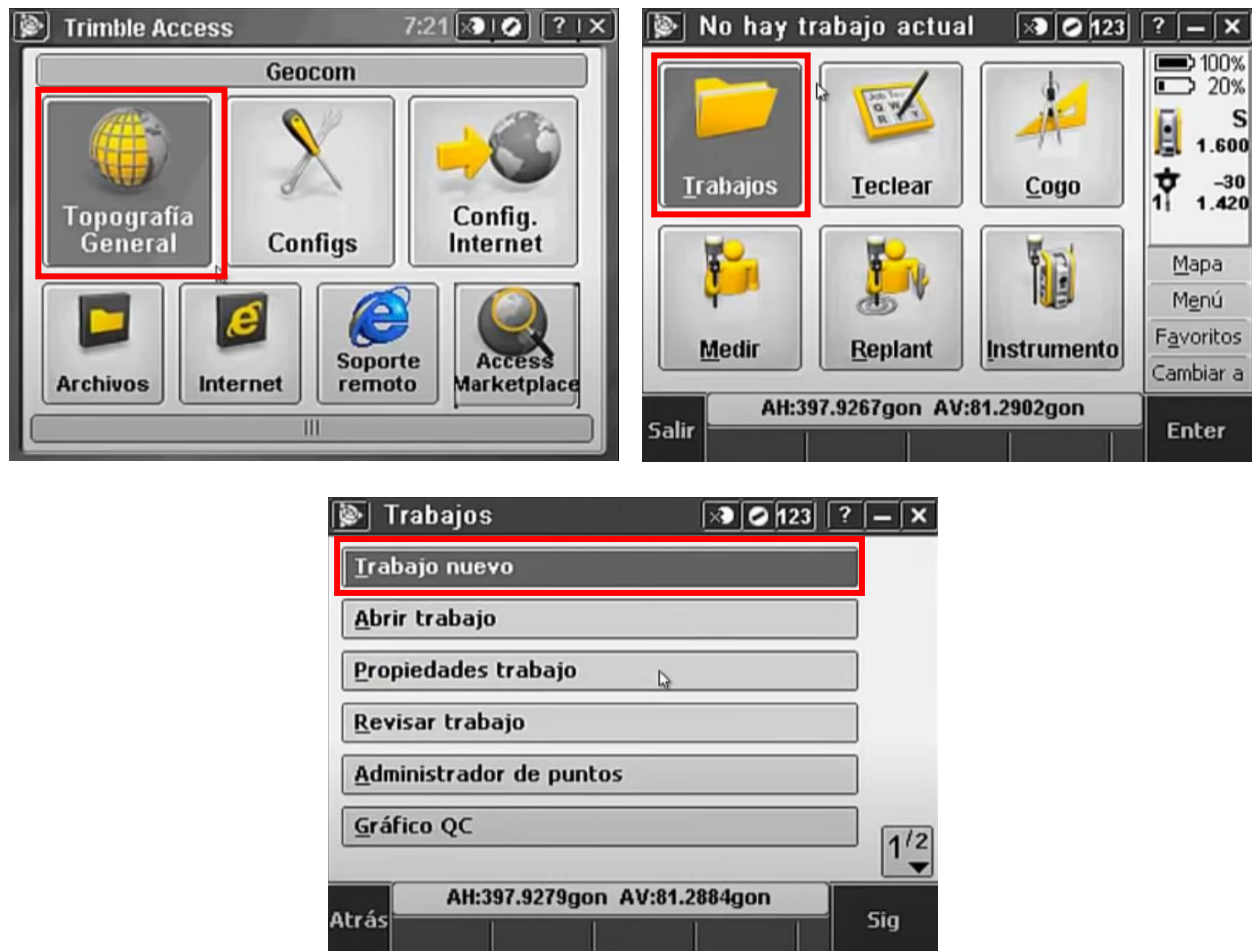 Trimble Access 7:21 ? X
Geocom
Topografía
General
Configs
Config.
Internet
Archivos
Internet
Soporte
remoto
Access
Marketplace
No hay trabajo actual 123 ? – X
Trabajos
Teclear
Cogo
Medir
Replant
Instrumento
100%
20%
S
1.600
-30
1 1.420
Mapa
Menú
Favoritos
Cambiar a
AH:397.9267gon AV:81.2902gon
Salir
Enter
Trabajos 123 ? – X
Trabajo nuevo
Abrir trabajo
Propiedades trabajo
Revisar trabajo
Administrador de puntos
Gráfico QC
1/2
AH:397.9279gon AV:81.2884gon
Atrás
Sig